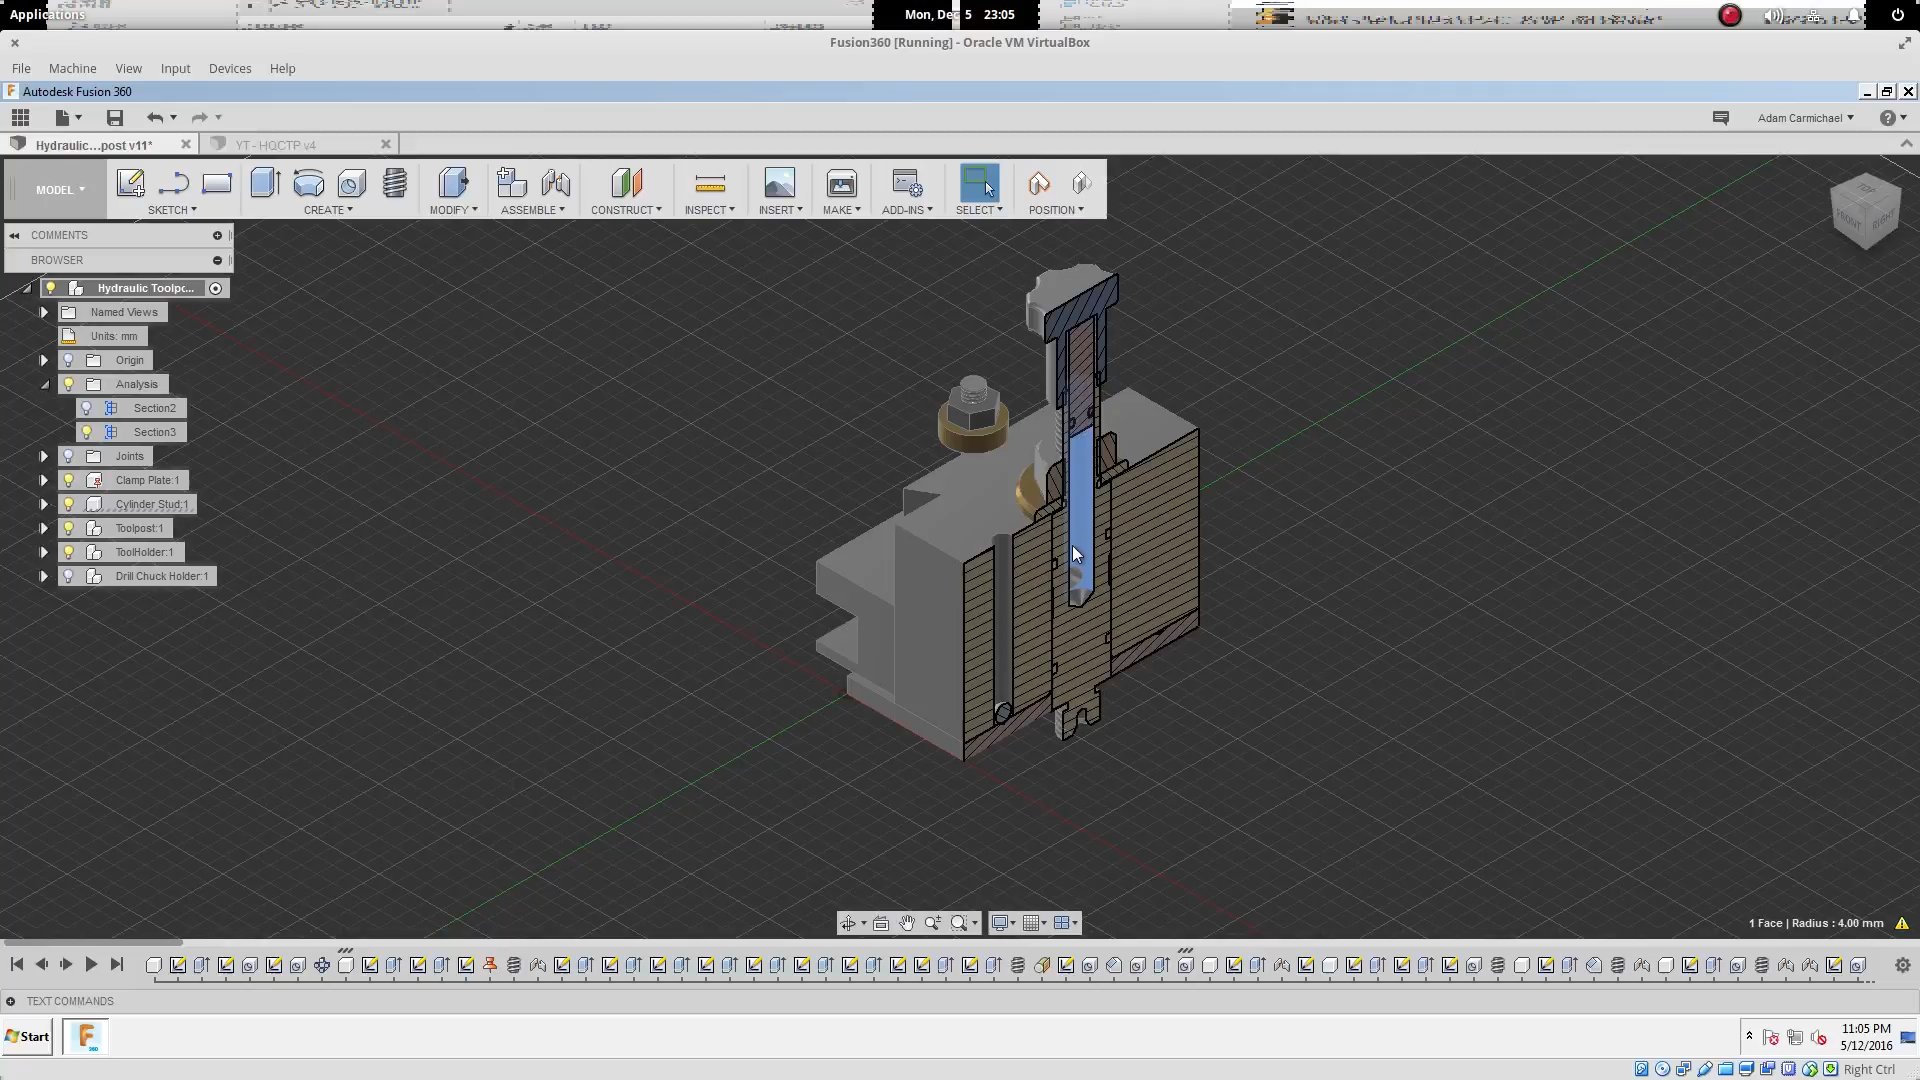 Applications
Mon, Dec 5 23:05
Fusion360 [Running] - Oracle VM VirtualBox
File Machine View Input Devices Help
Autodesk Fusion 360
Adam Carmichael
Hydraulic...post v11*
YT - HQCTP v4
MODEL
SKETCH
CREATE
MODIFY
ASSEMBLE
CONSTRUCT
INSPECT
INSERT
MAKE
ADD-INS
SELECT
POSITION
TOP
FRONT
RIGHT
COMMENTS
BROWSER
Hydraulic Toolpc...
Named Views
Units: mm
Origin
Analysis
Section2
Section3
Joints
Clamp Plate:1
Cylinder Stud:1
Toolpost:1
ToolHolder:1
Drill Chuck Holder:1
1 Face | Radius : 4.00 mm
TEXT COMMANDS
Start
11:05 PM
5/12/2016
Right Ctrl